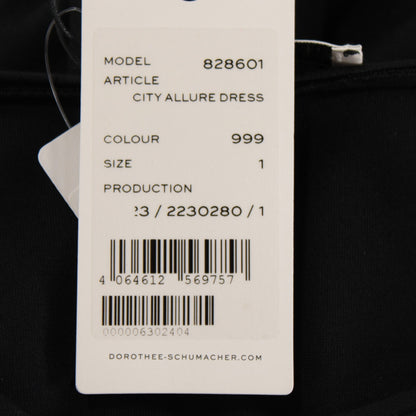 MODEL 828601
ARTICLE
CITY ALLURE DRESS
COLOUR 999
SIZE 1
PRODUCTION
23 / 2230280 / 1
4 064612 569757
000006302404
DOROTHEE-SCHUMACHER.COM